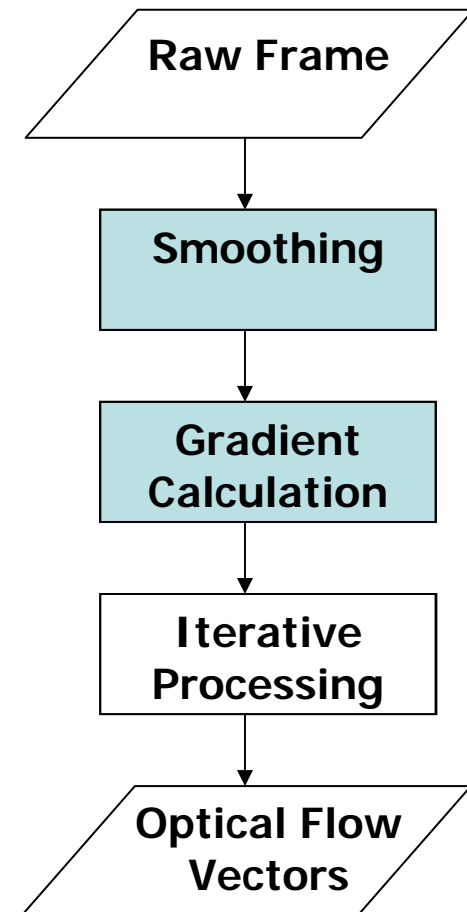 Raw Frame
Smoothing
Gradient
Calculation
Iterative
Processing
Optical Flow
Vectors